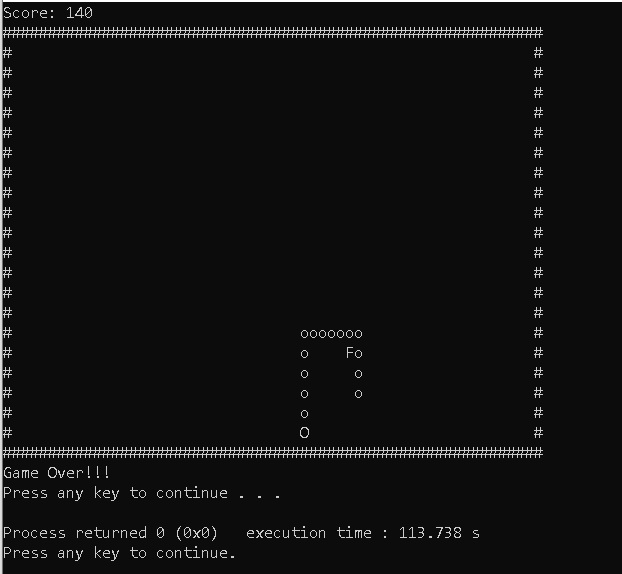 Score: 140
############################################################
#                                                          #
#                                                          #
#                                                          #
#                                                          #
#                                                          #
#                                                          #
#                                                          #
#                                                          #
#                                                          #
#                                                          #
#                                                          #
#                                                          #
#                                                          #
#                                                          #
#                                ooooooo                   #
#                                o    Fo                   #
#                                o     o                   #
#                                o     o                   #
#                                o                         #
#                                O                         #
############################################################
Game Over!!!
Press any key to continue . . .
Process returned 0 (0x0)   execution time : 113.738 s
Press any key to continue.